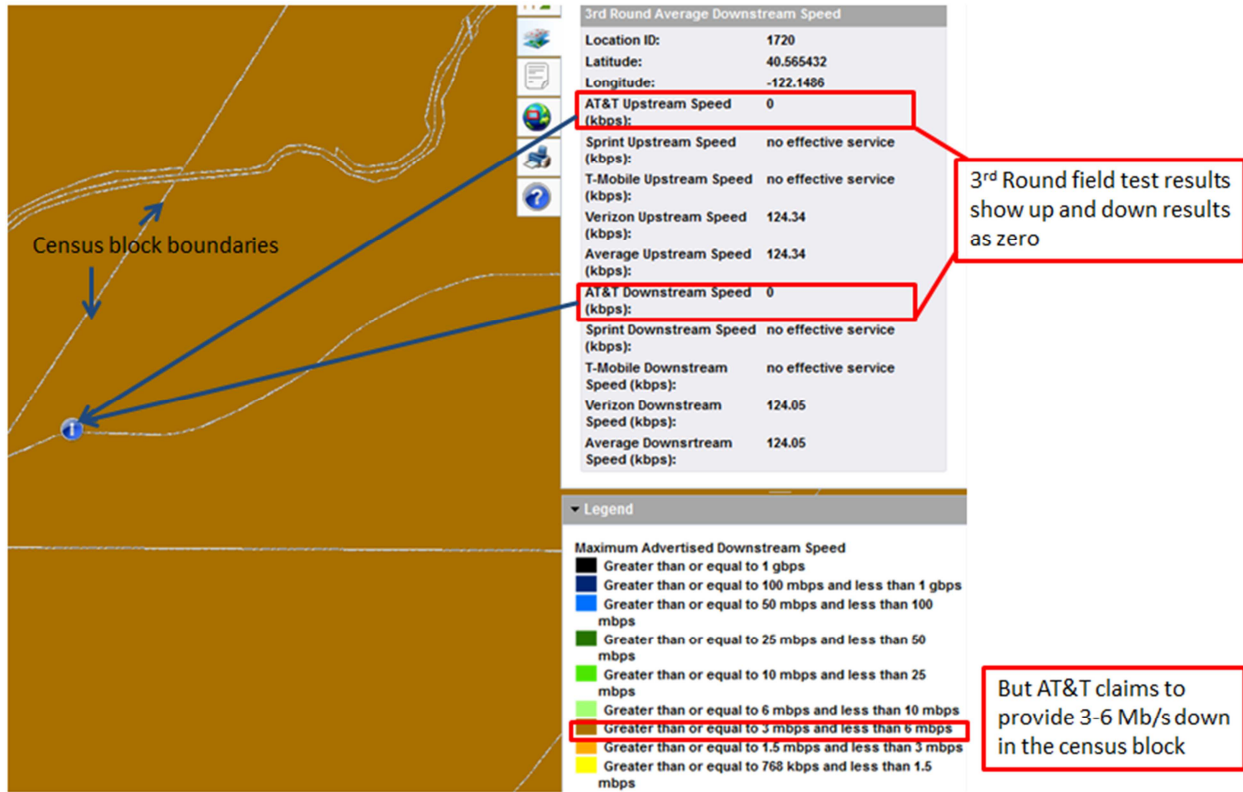 3rd Round Average Downstream Speed
Location ID: 1720
Latitude: 40.565432
Longitude: -122.1486
AT&T Upstream Speed 0
(kbps):
Sprint Upstream Speed no effective service
(kbps):
T-Mobile Upstream Speed no effective service
(kbps):
Verizon Upstream Speed 124.34
(kbps):
Average Upstream Speed 124.34
(kbps):
AT&T Downstream Speed 0
(kbps):
Sprint Downstream Speed no effective service
(kbps):
T-Mobile Downstream no effective service
Speed (kbps):
Verizon Downstream 124.05
Speed (kbps):
Average Downsrtream 124.05
Speed (kbps):
Census block boundaries
i
?
3rd Round field test results
show up and down results
as zero
Legend
Maximum Advertised Downstream Speed
Greater than or equal to 1 gbps
Greater than or equal to 100 mbps and less than 1 gbps
Greater than or equal to 50 mbps and less than 100
mbps
Greater than or equal to 25 mbps and less than 50
mbps
Greater than or equal to 10 mbps and less than 25
mbps
Greater than or equal to 6 mbps and less than 10 mbps
Greater than or equal to 3 mbps and less than 6 mbps
Greater than or equal to 1.5 mbps and less than 3 mbps
Greater than or equal to 768 kbps and less than 1.5
mbps
But AT&T claims to
provide 3-6 Mb/s down
in the census block